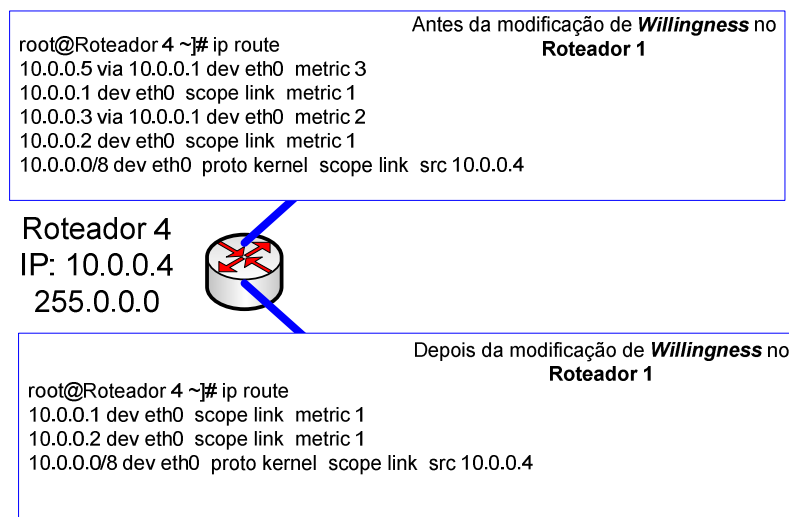 Antes da modificação de Willingness no
Roteador 1
root@Roteador 4 ~]# ip route
10.0.0.5 via 10.0.0.1 dev eth0 metric 3
10.0.0.1 dev eth0 scope link metric 1
10.0.0.3 via 10.0.0.1 dev eth0 metric 2
10.0.0.2 dev eth0 scope link metric 1
10.0.0.0/8 dev eth0 proto kernel scope link src 10.0.0.4
Roteador 4
IP: 10.0.0.4
255.0.0.0
Depois da modificação de Willingness no
Roteador 1
root@Roteador 4 ~]# ip route
10.0.0.1 dev eth0 scope link metric 1
10.0.0.2 dev eth0 scope link metric 1
10.0.0.0/8 dev eth0 proto kernel scope link src 10.0.0.4